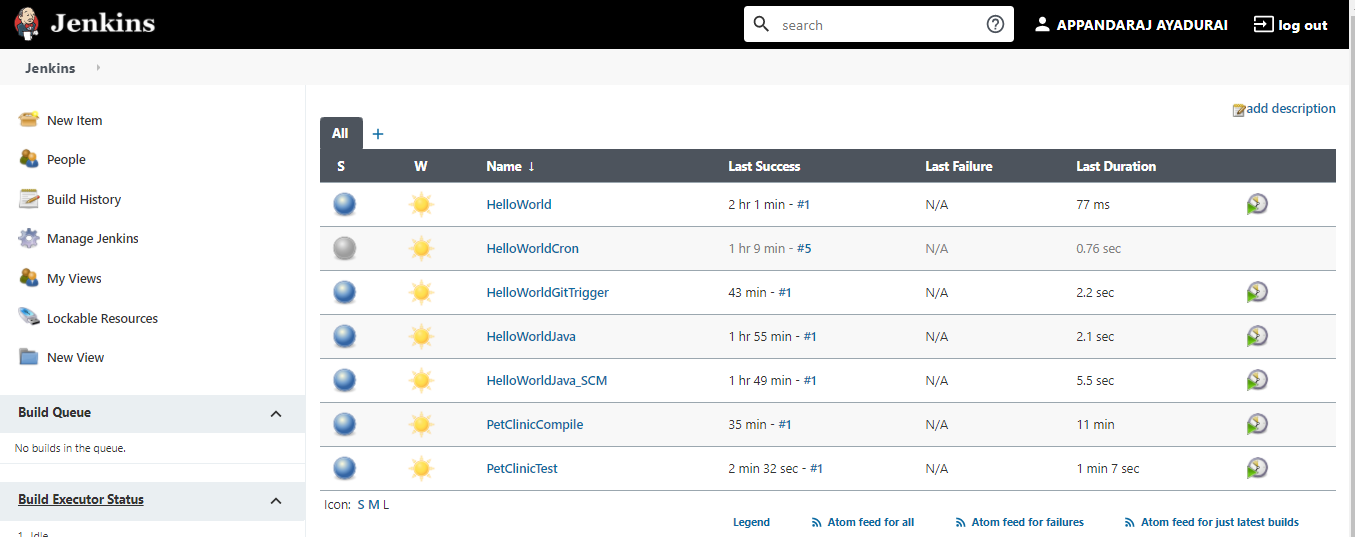 Jenkins
search
APPANDARAJ AYADURAI
log out
Jenkins
New Item
People
Build History
Manage Jenkins
My Views
Lockable Resources
New View
Build Queue
No builds in the queue.
Build Executor Status
1 Idle
add description
All +
S W Name ↓ Last Success Last Failure Last Duration
HelloWorld 2 hr 1 min - #1 N/A 77 ms
HelloWorldCron 1 hr 9 min - #5 N/A 0.76 sec
HelloWorldGitTrigger 43 min - #1 N/A 2.2 sec
HelloWorldJava 1 hr 55 min - #1 N/A 2.1 sec
HelloWorldJava_SCM 1 hr 49 min - #1 N/A 5.5 sec
PetClinicCompile 35 min - #1 N/A 11 min
PetClinicTest 2 min 32 sec - #1 N/A 1 min 7 sec
Icon: S M L
Legend Atom feed for all Atom feed for failures Atom feed for just latest builds